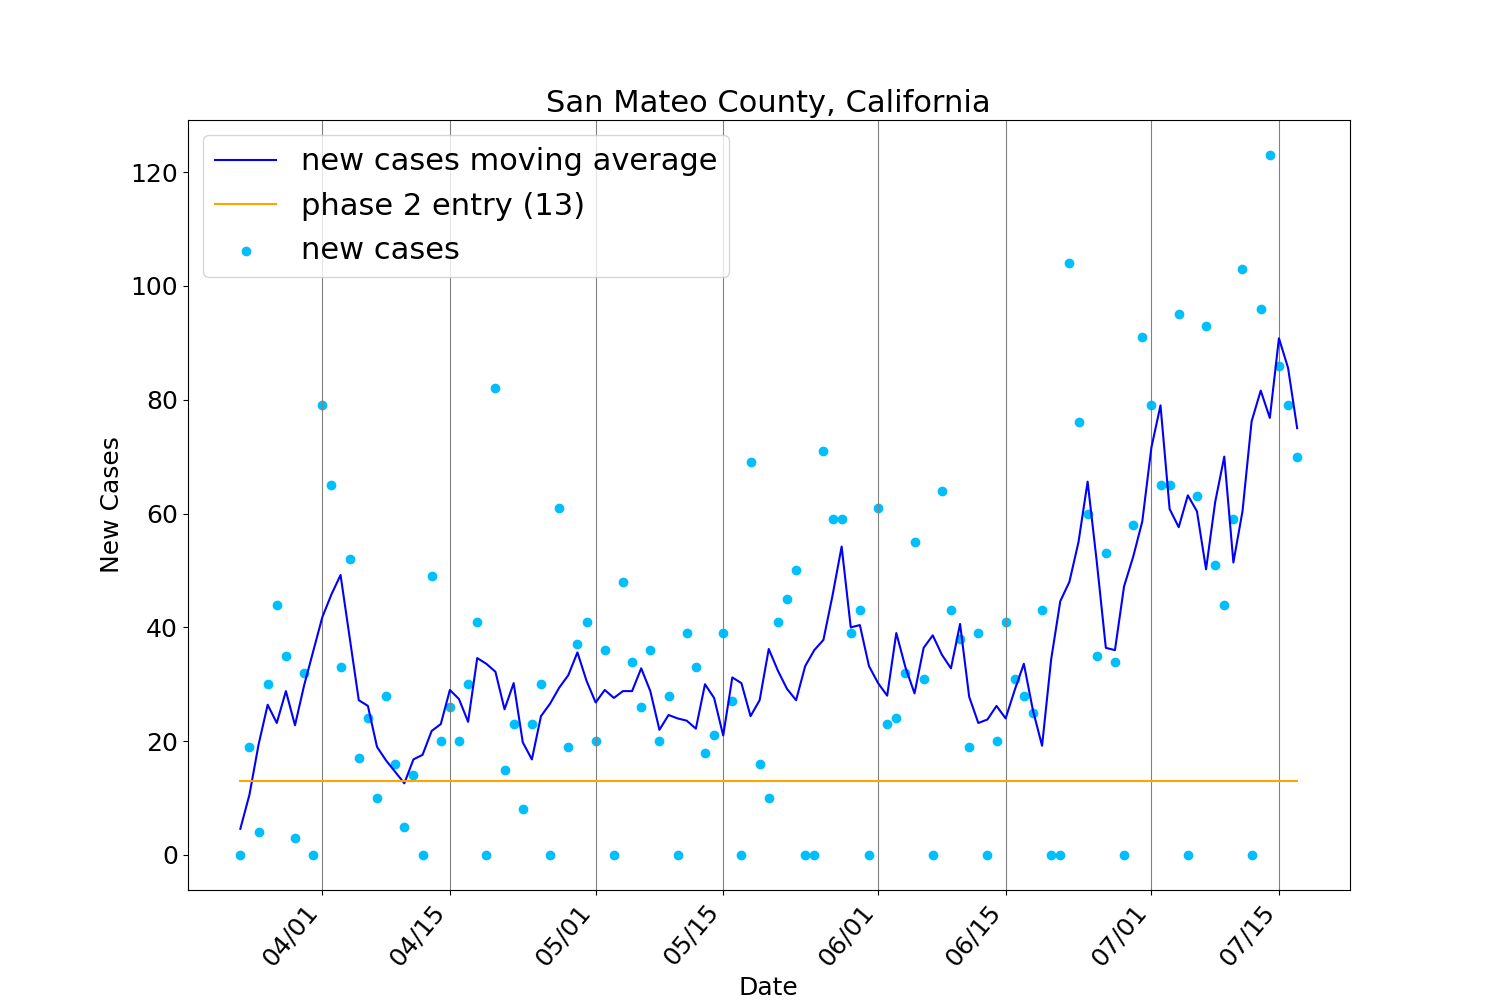 San Mateo County, California
new cases moving average
phase 2 entry (13)
new cases
New Cases
120
100
80
60
40
20
0
04/01
04/15
05/01
05/15
06/01
06/15
07/01
07/15
Date